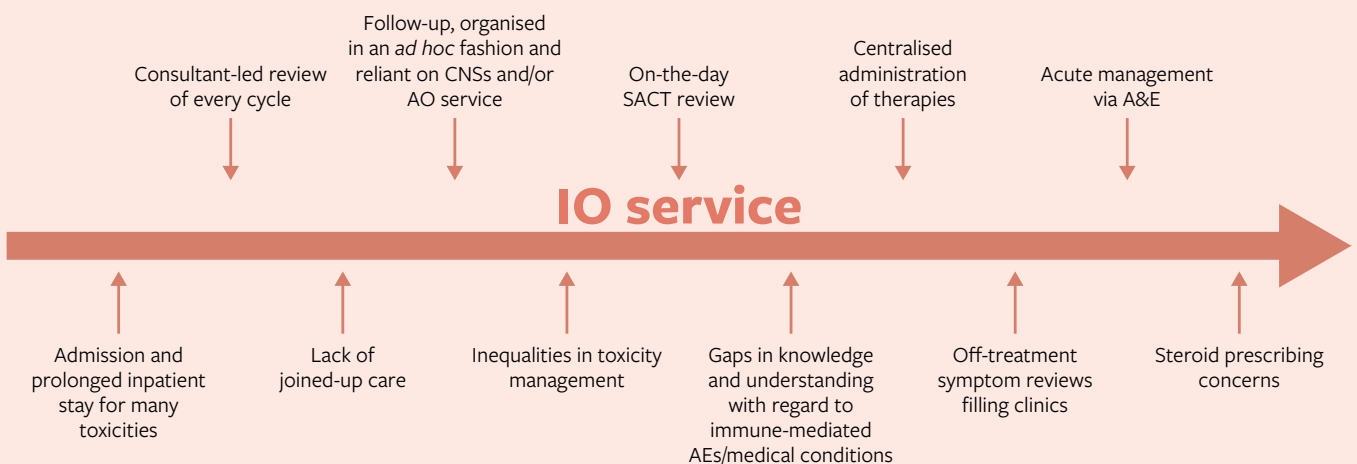 Consultant-led review
of every cycle
Follow-up, organised
in an ad hoc fashion and
reliant on CNSs and/or
AO service
On-the-day
SACT review
Centralised
administration
of therapies
Acute management
via A&E
IO service
Admission and
prolonged inpatient
stay for many
toxicities
Lack of
joined-up care
Inequalities in toxicity
management
Gaps in knowledge
and understanding
with regard to
immune-mediated
AEs/medical conditions
Off-treatment
symptom reviews
filling clinics
Steroid prescribing
concerns